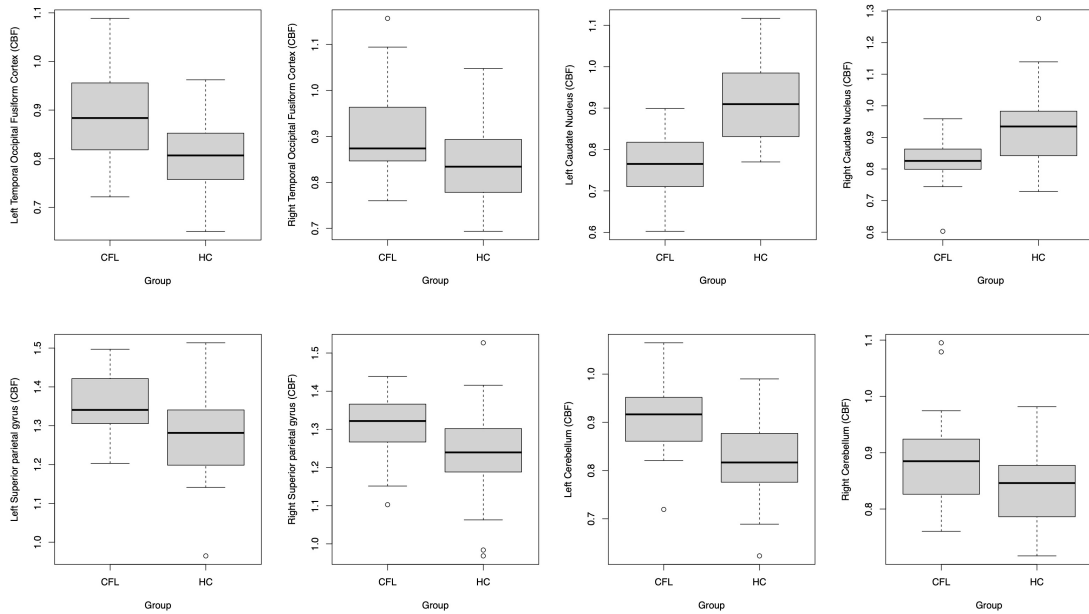 Left Temporal Occipital Fusiform Cortex (CBF)
0.7 0.8 0.9 1.0 1.1
CFL HC
Group
Right Temporal Occipital Fusiform Cortex (CBF)
0.7 0.8 0.9 1.0 1.1
CFL HC
Group
Left Caudate Nucleus (CBF)
0.6 0.7 0.8 0.9 1.0 1.1
CFL HC
Group
Right Caudate Nucleus (CBF)
0.6 0.7 0.8 0.9 1.0 1.1 1.2 1.3
CFL HC
Group
Left Superior parietal gyrus (CBF)
1.0 1.1 1.2 1.3 1.4 1.5
CFL HC
Group
Right Superior parietal gyrus (CBF)
1.0 1.1 1.2 1.3 1.4 1.5
CFL HC
Group
Left Cerebellum (CBF)
0.7 0.8 0.9 1.0
CFL HC
Group
Right Cerebellum (CBF)
0.8 0.9 1.0 1.1
CFL HC
Group